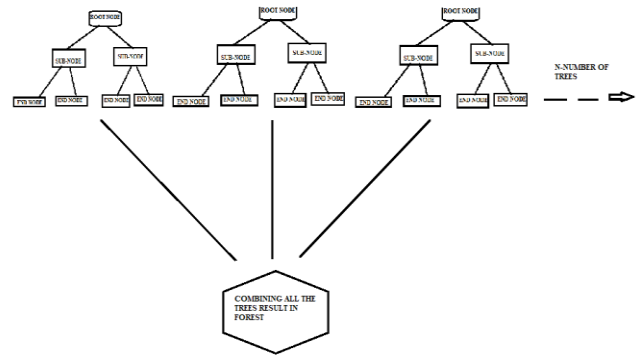 ROOT NODE
SUB-NODE SUB-NODE
END NODE END NODE END NODE END NODE
ROOT NODE
SUB-NODE SUB-NODE
END NODE END NODE END NODE END NODE
ROOT NODE
SUB-NODE SUB-NODE
END NODE END NODE END NODE END NODE
N-NUMBER OF
TREES
COMBINING ALL THE
TREES RESULT IN
FOREST